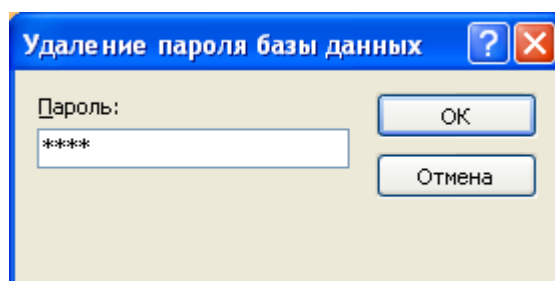 Удаление пароля базы данных
Пароль:
****
ОК
Отмена